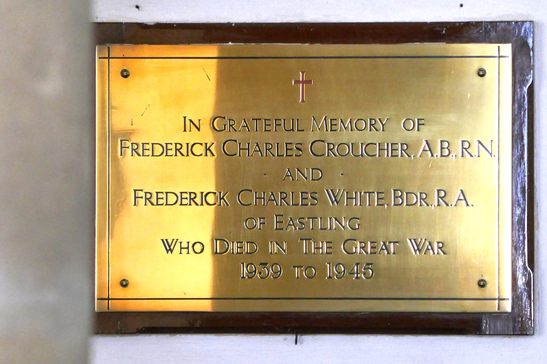 In Grateful Memory of
Frederick Charles Croucher, A.B., R.N.
· and ·
Frederick Charles White, Bdr., R.A.
of Eastling
Who Died in The Great War
1939 to 1945